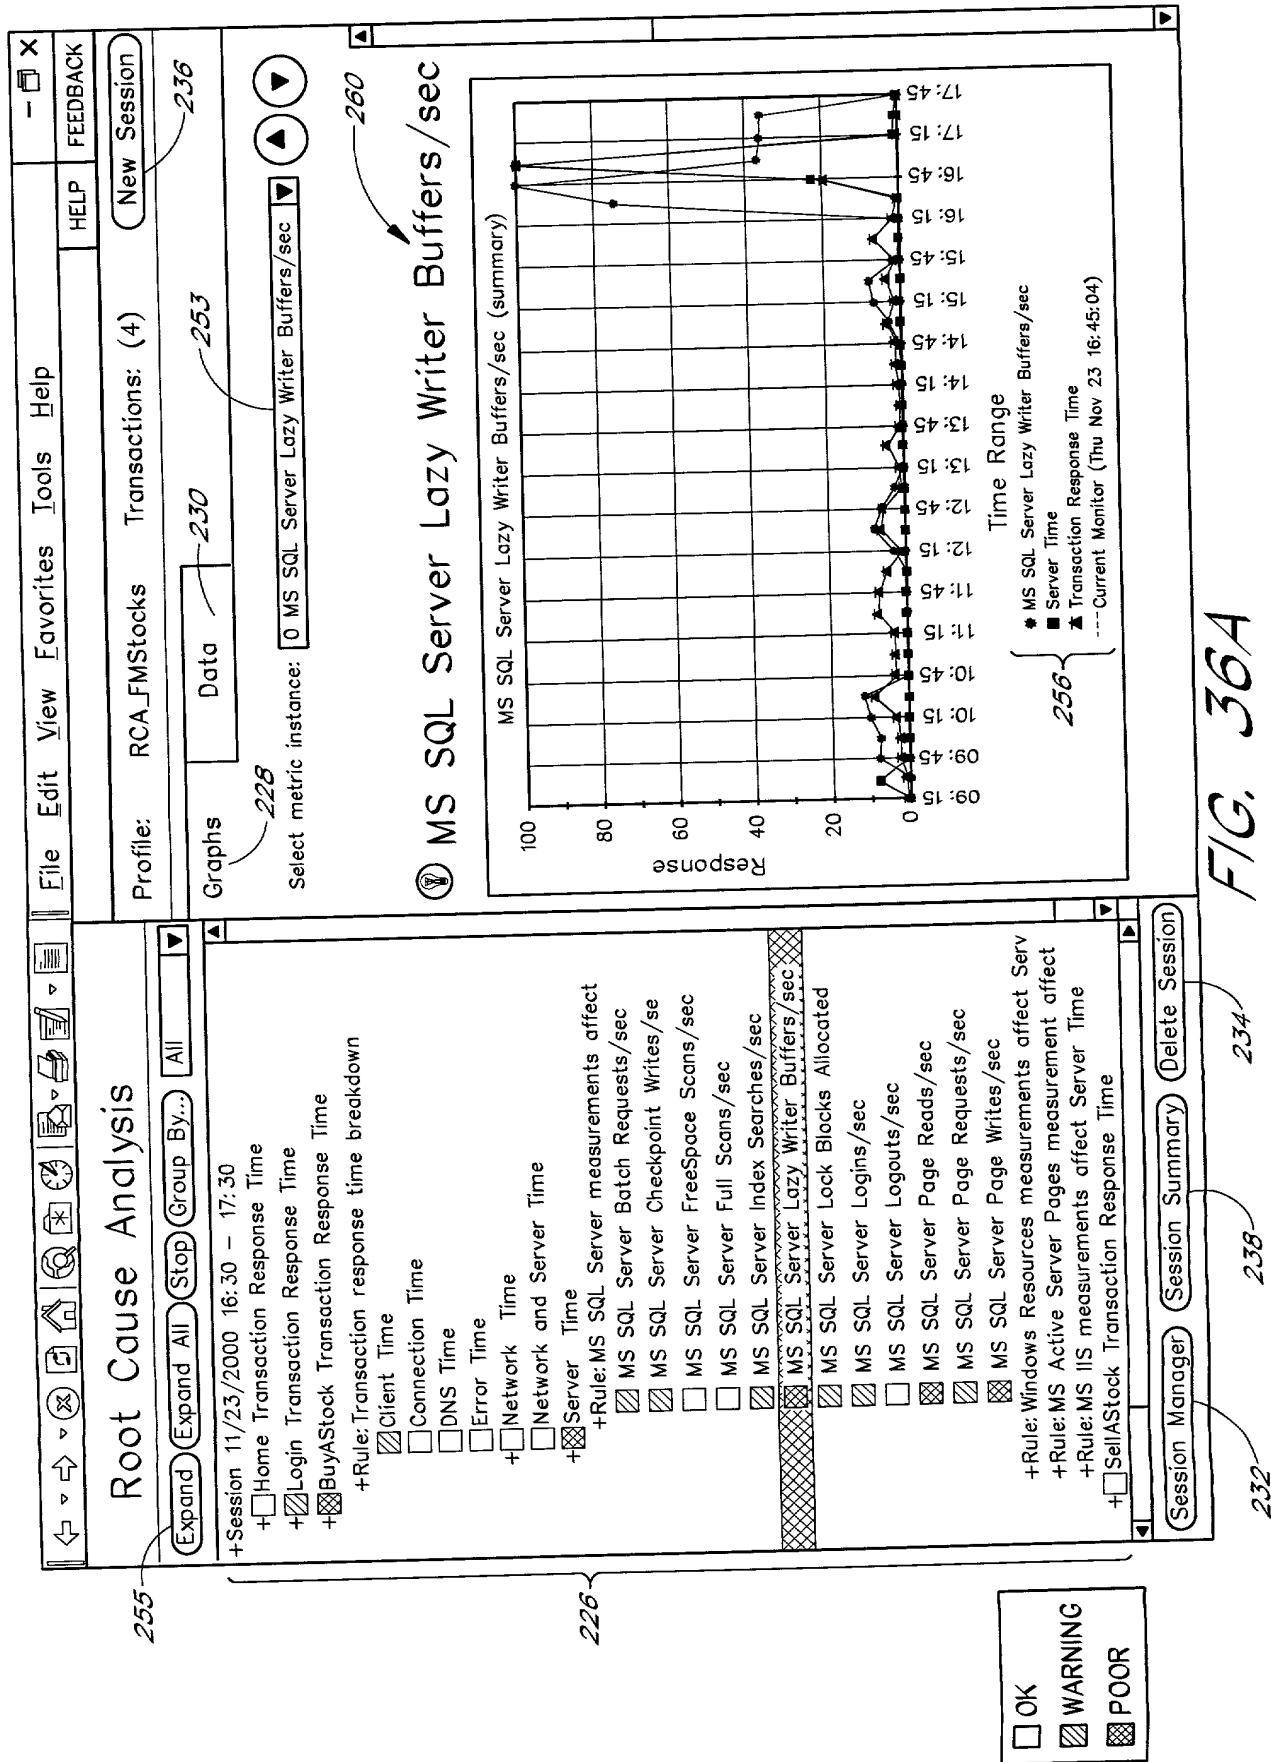 File Edit View Favorites Tools Help
HELP FEEDBACK
Root Cause Analysis
Expand Expand All Stop Group By... All
255
+Session 11/23/2000 16:30 - 17:30
+Home Transaction Response Time
+Login Transaction Response Time
+BuyAStock Transaction Response Time
+Rule:Transaction response time breakdown
Client Time
Connection Time
DNS Time
Error Time
+Network Time
Network and Server Time
+Server Time
+Rule:MS SQL Server measurements affect
MS SQL Server Batch Requests/sec
MS SQL Server Checkpoint Writes/se
MS SQL Server FreeSpace Scans/sec
MS SQL Server Full Scans/sec
MS SQL Server Index Searches/sec
MS SQL Server Lazy Writer Buffers/sec
MS SQL Server Lock Blocks Allocated
MS SQL Server Logins/sec
MS SQL Server Logouts/sec
MS SQL Server Page Reads/sec
MS SQL Server Page Requests/sec
MS SQL Server Page Writes/sec
+Rule:Windows Resources measurements affect Serv
+Rule:MS Active Server Pages measurement affect
+Rule:MS IIS measurements affect Server Time
+SellAStock Transaction Response Time
226
Session Manager Session Summary Delete Session
232
238
234
Profile: RCA_FMStocks Transactions: (4) New Session
236
Graphs Data
228
230
253
Select metric instance: 0 MS SQL Server Lazy Writer Buffers/sec
260
MS SQL Server Lazy Writer Buffers/sec
MS SQL Server Lazy Writer Buffers/sec (summary)
Response
100
80
60
40
20
0
09:15 09:45 10:15 10:45 11:15 11:45 12:15 12:45 13:15 13:45 14:15 14:45 15:15 15:45 16:15 16:45 17:15 17:45
Time Range
MS SQL Server Lazy Writer Buffers/sec
Server Time
Transaction Response Time
---- Current Monitor (Thu Nov 23 16:45:04)
256
OK
WARNING
POOR
FIG. 36A